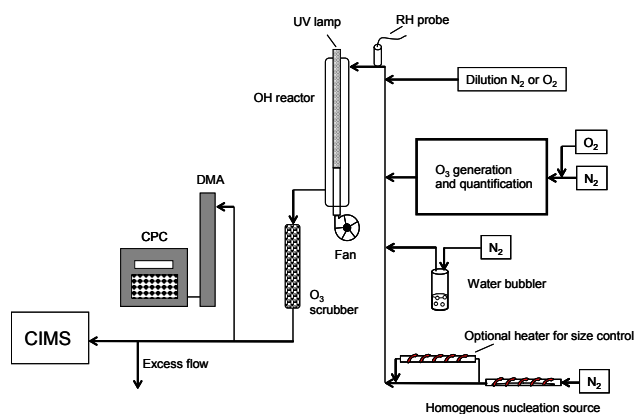 UV lamp
RH probe
OH reactor
Dilution N₂ or O₂
O₂
O₃ generation
and quantification
N₂
DMA
CPC
Fan
N₂
Water bubbler
O₃
scrubber
CIMS
Excess flow
Optional heater for size control
N₂
Homogenous nucleation source